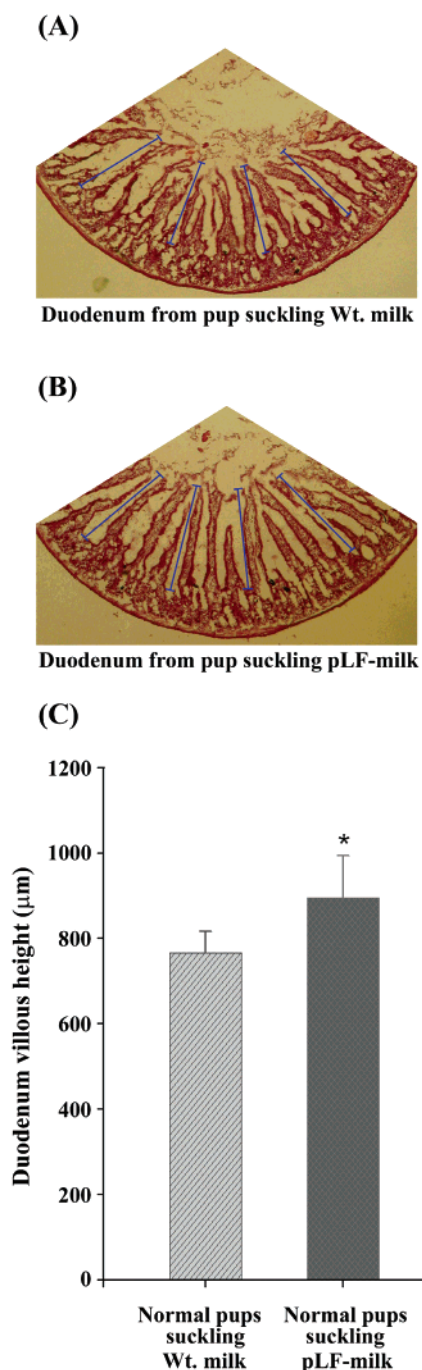 (A)
Duodenum from pup suckling Wt. milk
(B)
Duodenum from pup suckling pLF-milk
(C)
Duodenum villous height (μm)
1200
1000
800
600
400
200
0
*
Normal pups
suckling
Wt. milk
Normal pups
suckling
pLF-milk